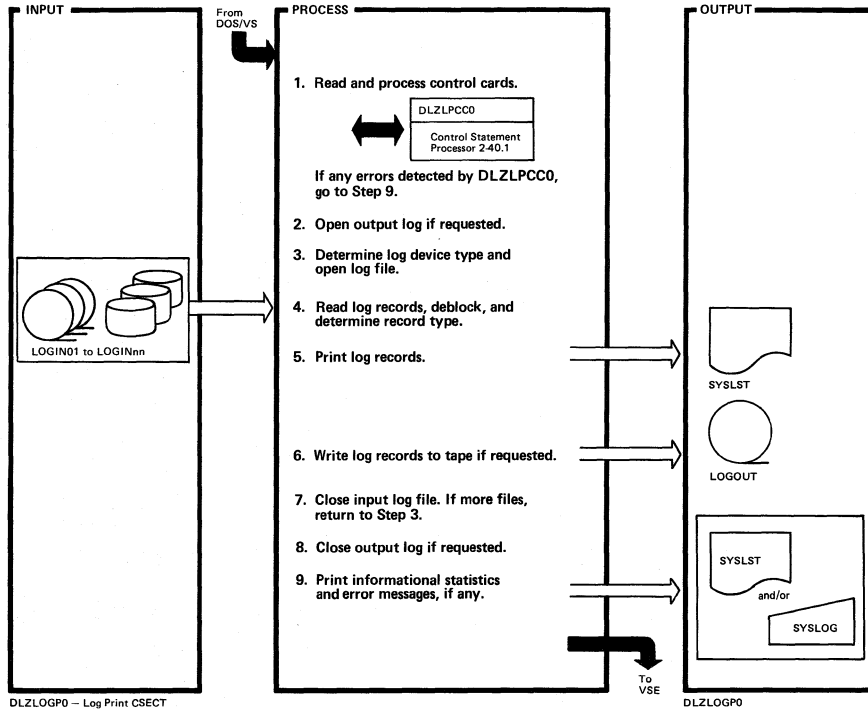 INPUT
From
DOS/VS
PROCESS
OUTPUT
1. Read and process control cards.
DLZLPCC0
Control Statement
Processor 2-40.1
If any errors detected by DLZLPCC0,
go to Step 9.
2. Open output log if requested.
3. Determine log device type and
open log file.
LOGIN01 to LOGINnn
4. Read log records, deblock, and
determine record type.
5. Print log records.
SYSLST
6. Write log records to tape if requested.
LOGOUT
7. Close input log file. If more files,
return to Step 3.
8. Close output log if requested.
9. Print informational statistics
and error messages, if any.
SYSLST
and/or
SYSLOG
To
VSE
DLZLOGP0 – Log Print CSECT
DLZLOGP0